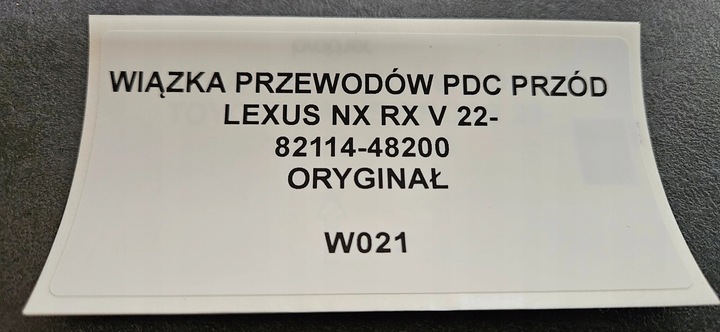 WIĄZKA PRZEWODÓW PDC PRZÓD
LEXUS NX RX V 22-
82114-48200
ORYGINAŁ
W021